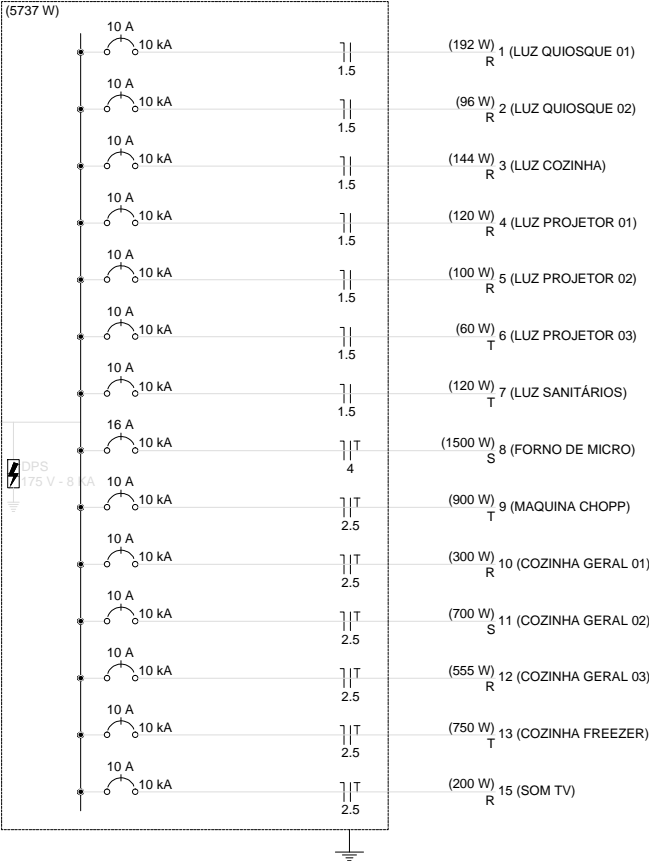 (5737 W)
10 A
10 kA
1.5
(192 W)
R
1 (LUZ QUIOSQUE 01)
10 A
10 kA
1.5
(96 W)
R
2 (LUZ QUIOSQUE 02)
10 A
10 kA
1.5
(144 W)
R
3 (LUZ COZINHA)
10 A
10 kA
1.5
(120 W)
R
4 (LUZ PROJETOR 01)
10 A
10 kA
1.5
(100 W)
R
5 (LUZ PROJETOR 02)
10 A
10 kA
1.5
(60 W)
T
6 (LUZ PROJETOR 03)
10 A
10 kA
1.5
(120 W)
T
7 (LUZ SANITÁRIOS)
16 A
10 kA
T
4
(1500 W)
S
8 (FORNO DE MICRO)
DPS
175 V - 8 KA
10 A
10 kA
T
2.5
(900 W)
T
9 (MAQUINA CHOPP)
10 A
10 kA
T
2.5
(300 W)
R
10 (COZINHA GERAL 01)
10 A
10 kA
T
2.5
(700 W)
S
11 (COZINHA GERAL 02)
10 A
10 kA
T
2.5
(555 W)
R
12 (COZINHA GERAL 03)
10 A
10 kA
T
2.5
(750 W)
T
13 (COZINHA FREEZER)
10 A
10 kA
T
2.5
(200 W)
R
15 (SOM TV)